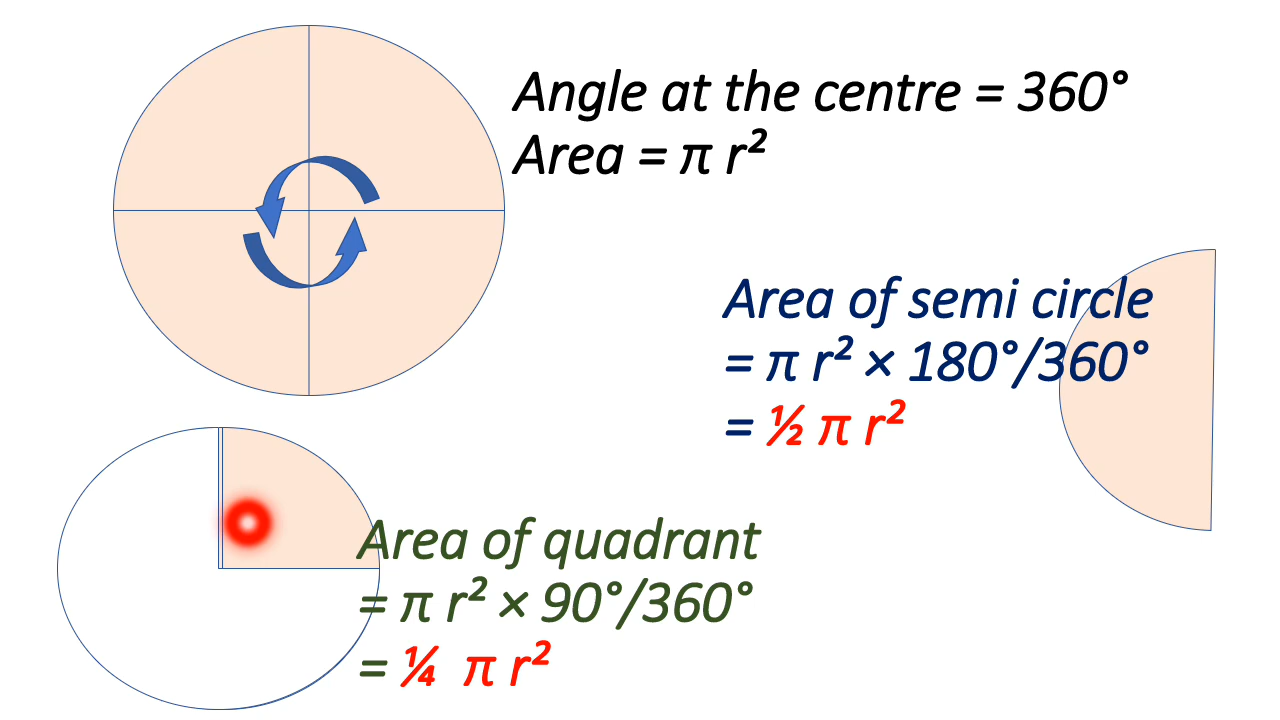 Angle at the centre = 360°
Area = π r²
Area of semi circle
= π r² × 180°/360°
= ½ π r²
Area of quadrant
= π r² × 90°/360°
= ¼ π r²